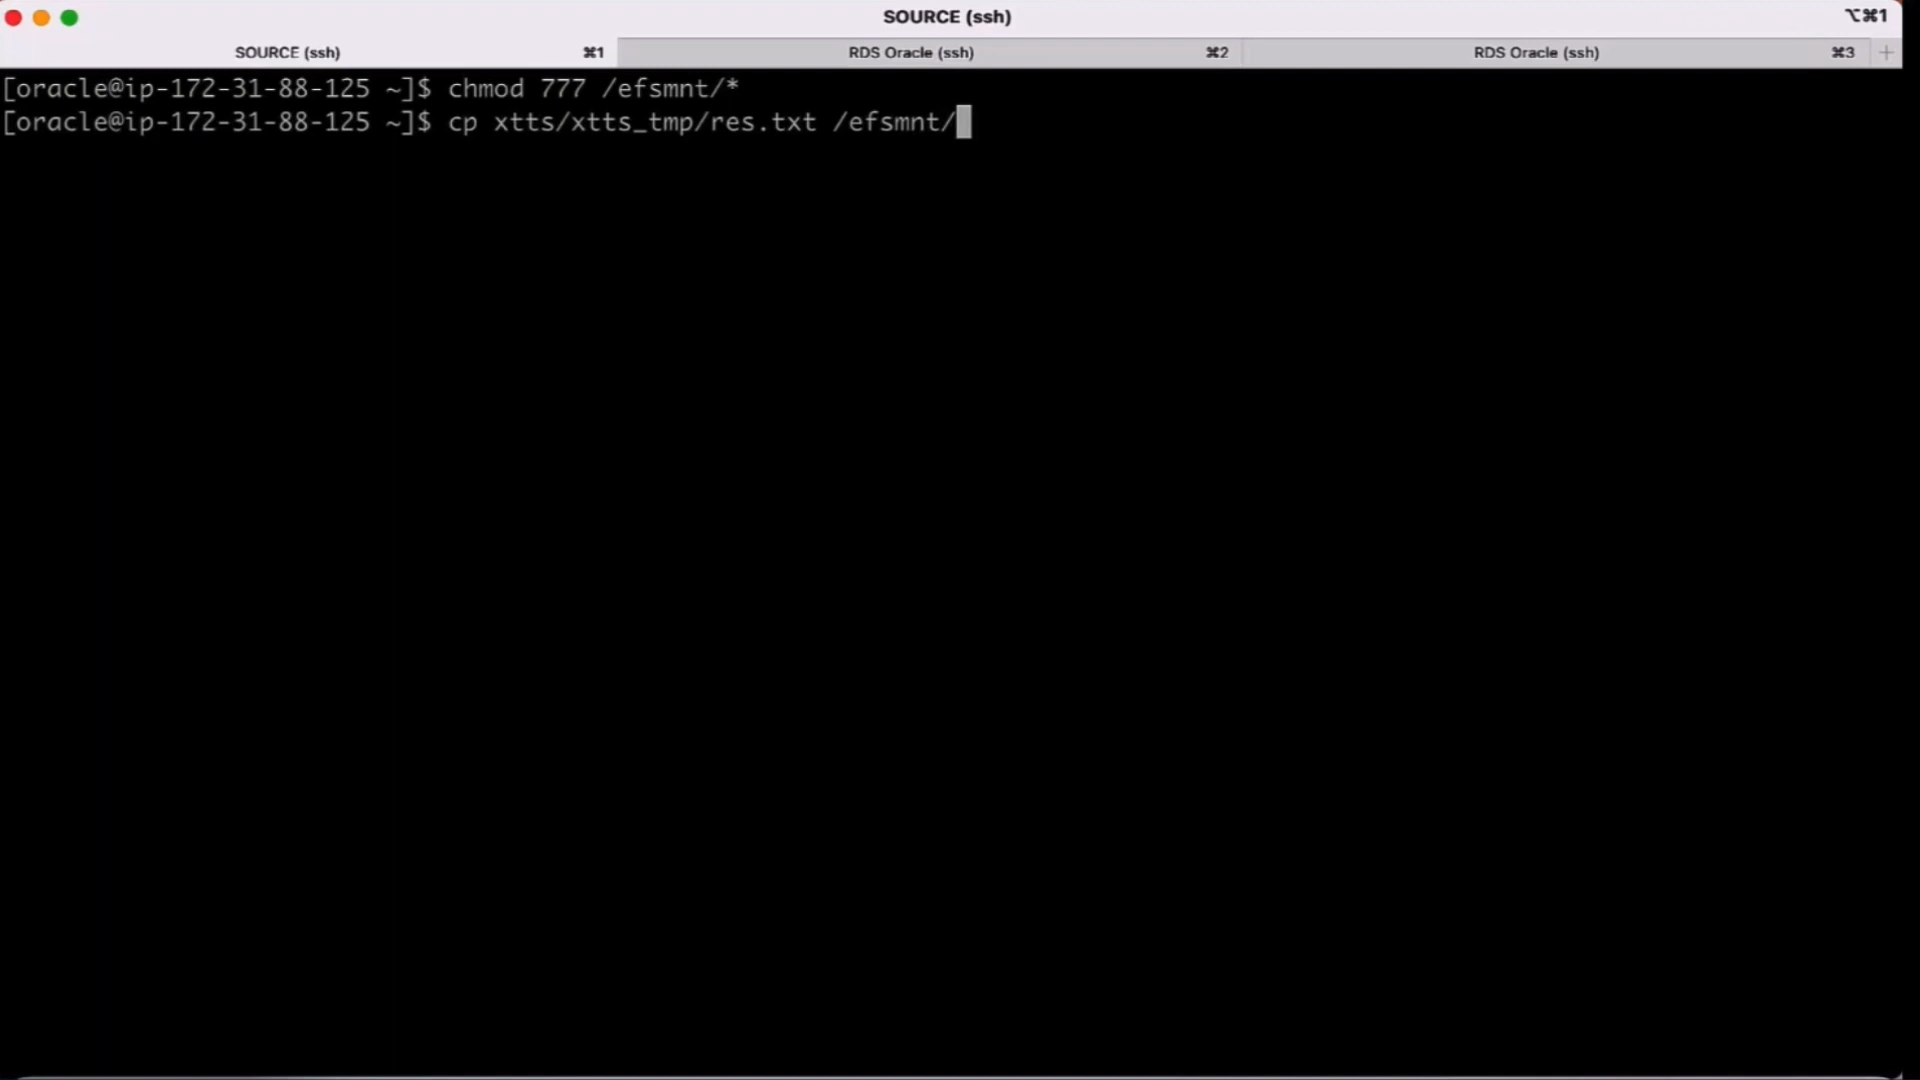 SOURCE (ssh)
⌥⌘1
SOURCE (ssh) ⌘1 RDS Oracle (ssh) ⌘2 RDS Oracle (ssh) ⌘3 +
[oracle@ip-172-31-88-125 ~]$ chmod 777 /efsmnt/*
[oracle@ip-172-31-88-125 ~]$ cp xtts/xtts_tmp/res.txt /efsmnt/